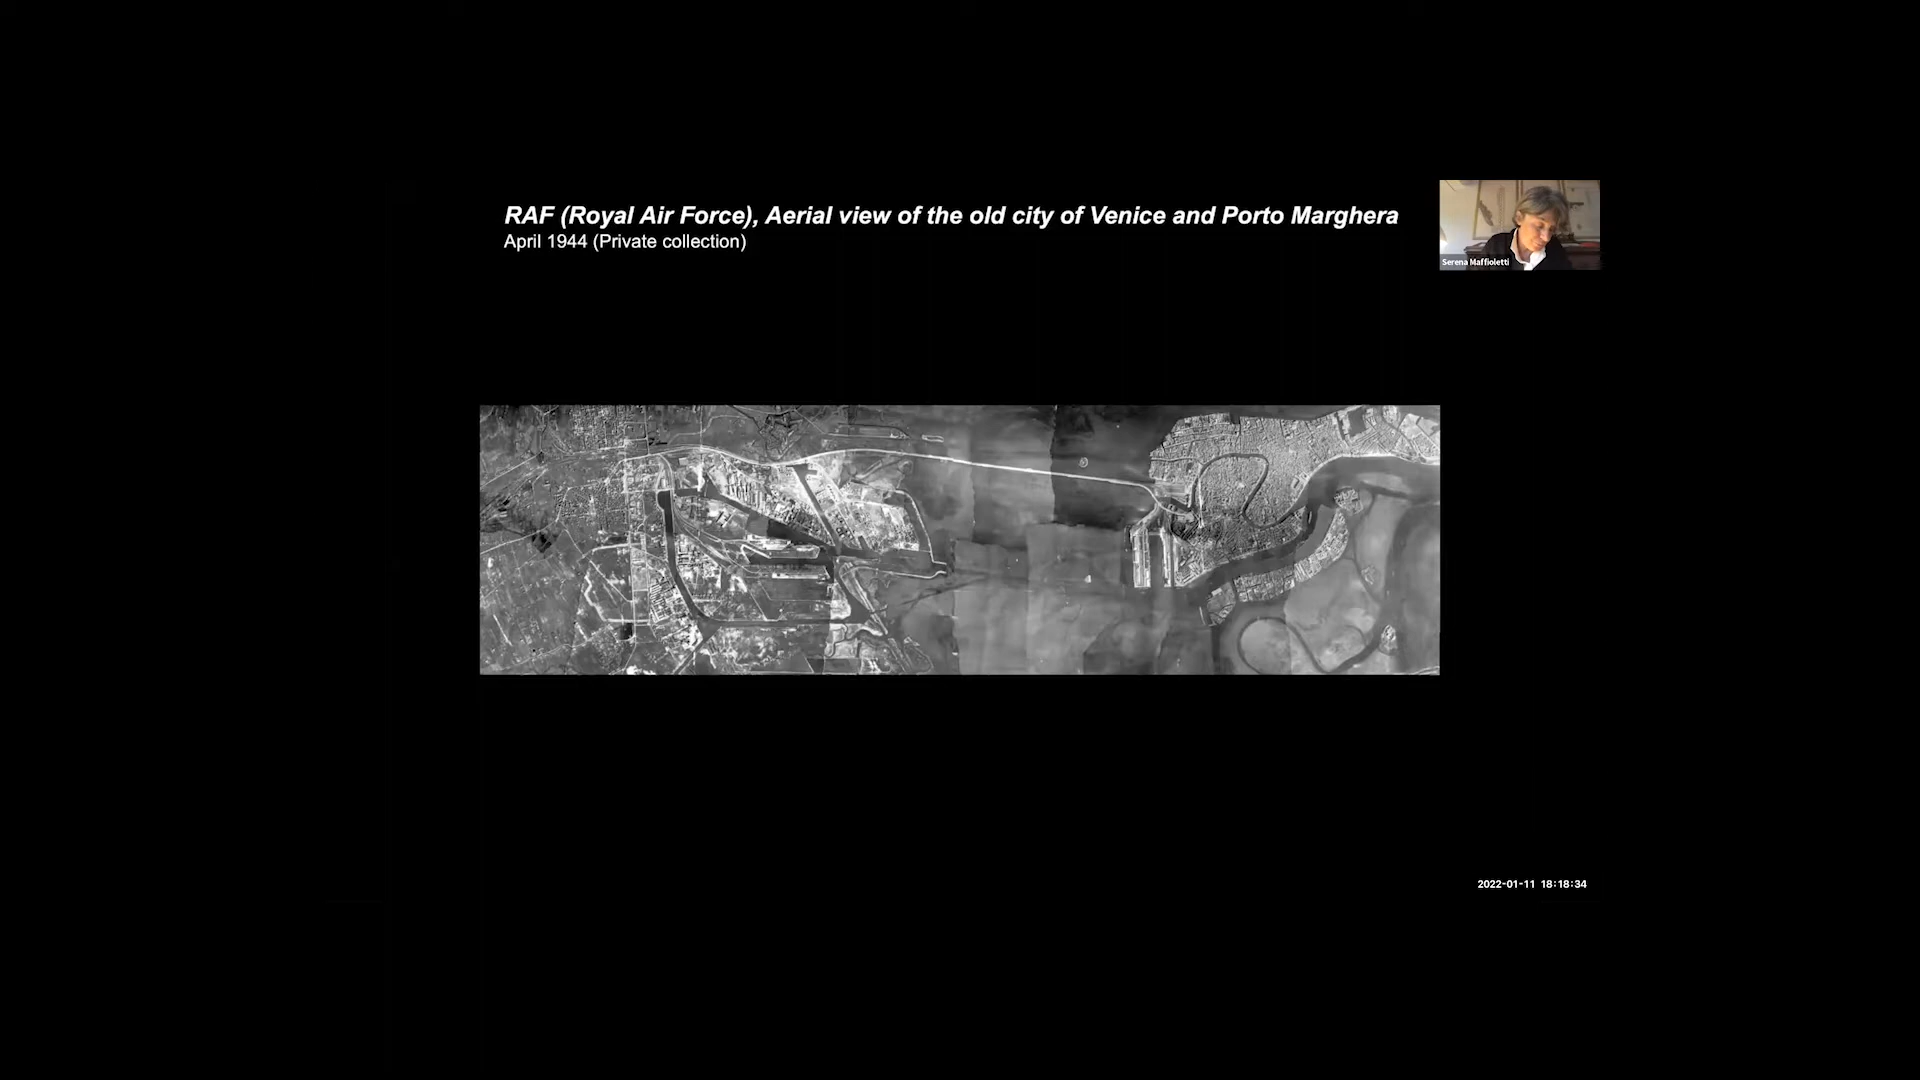 RAF (Royal Air Force), Aerial view of the old city of Venice and Porto Marghera
April 1944 (Private collection)
Serena Maffioletti
2022-01-11 18:18:34